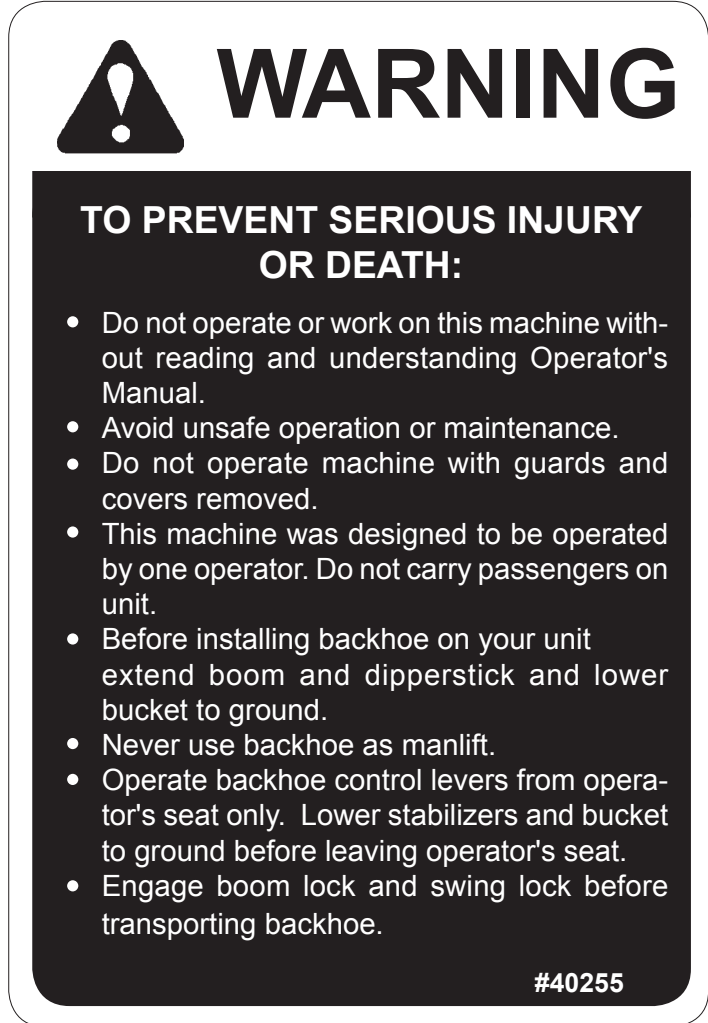 WARNING
TO PREVENT SERIOUS INJURY
OR DEATH:
• Do not operate or work on this machine with-
out reading and understanding Operator's
Manual.
• Avoid unsafe operation or maintenance.
• Do not operate machine with guards and
covers removed.
• This machine was designed to be operated
by one operator. Do not carry passengers on
unit.
• Before installing backhoe on your unit
extend boom and dipperstick and lower
bucket to ground.
• Never use backhoe as manlift.
• Operate backhoe control levers from opera-
tor's seat only.  Lower stabilizers and bucket
to ground before leaving operator's seat.
• Engage boom lock and swing lock before
transporting backhoe.
#40255